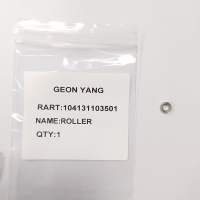 GEON YANG
RART:104131103501
NAME:ROLLER
QTY:1